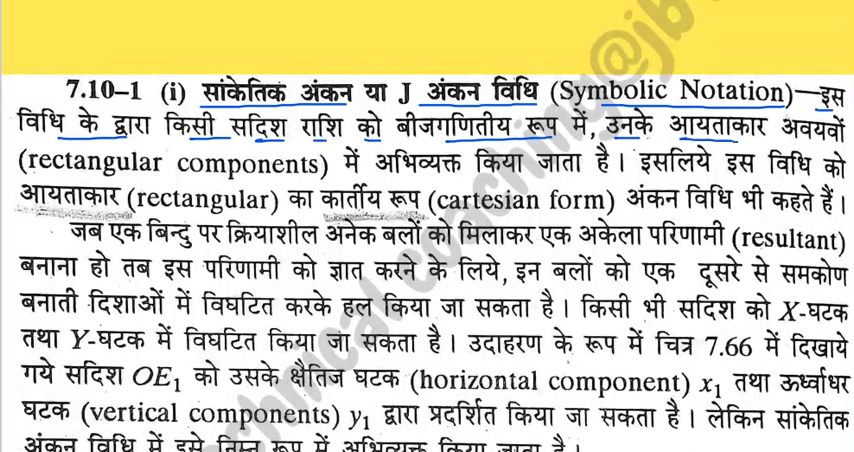 7.10–1 (i) सांकेतिक अंकन या J अंकन विधि (Symbolic Notation)—इस
विधि के द्वारा किसी सदिश राशि को बीजगणितीय रूप में, उनके आयताकार अवयवों
(rectangular components) में अभिव्यक्त किया जाता है। इसलिये इस विधि को
आयताकार (rectangular) का कार्तीय रूप (cartesian form) अंकन विधि भी कहते हैं।
जब एक बिन्दु पर क्रियाशील अनेक बलों को मिलाकर एक अकेला परिणामी (resultant)
बनाना हो तब इस परिणामी को ज्ञात करने के लिये, इन बलों को एक दूसरे से समकोण
बनाती दिशाओं में विघटित करके हल किया जा सकता है। किसी भी सदिश को X-घटक
तथा Y-घटक में विघटित किया जा सकता है। उदाहरण के रूप में चित्र 7.66 में दिखाये
गये सदिश OE₁ को उसके क्षैतिज घटक (horizontal component) x₁ तथा ऊर्ध्वाधर
घटक (vertical components) y₁ द्वारा प्रदर्शित किया जा सकता है। लेकिन सांकेतिक
अंकन विधि में इसे निम्न रूप में अभिव्यक्त किया जाता है।